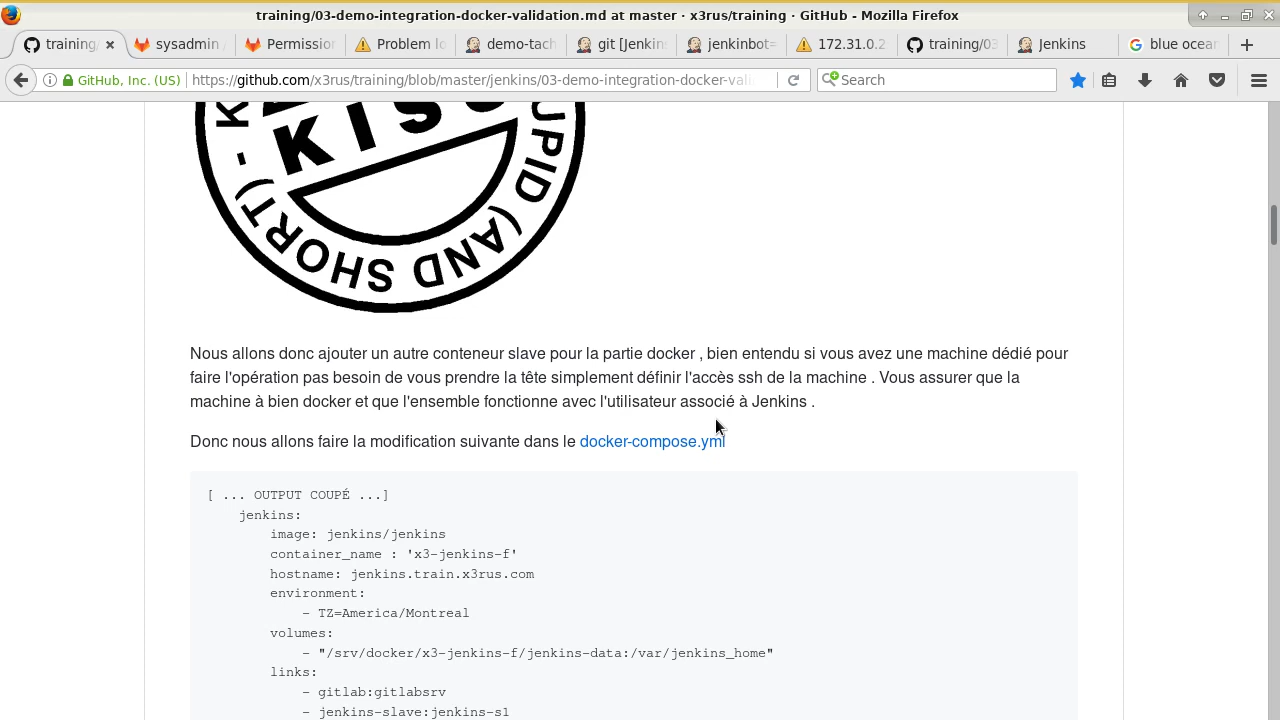 training/03-demo-integration-docker-validation.md at master · x3rus/training · GitHub - Mozilla Firefox
training/ sysadmin Permissio Problem demo-tach git [Jenkin jenkinbot= 172.31.0.2 training/03 Jenkins blue ocean
GitHub, Inc. (US) https://github.com/x3rus/training/blob/master/jenkins/03-demo-integration-docker-vali Search
KISS
UPID (AND SHORT) - K
Nous allons donc ajouter un autre conteneur slave pour la partie docker , bien entendu si vous avez une machine dédié pour
faire l'opération pas besoin de vous prendre la tête simplement définir l'accès ssh de la machine . Vous assurer que la
machine à bien docker et que l'ensemble fonctionne avec l'utilisateur associé à Jenkins .
Donc nous allons faire la modification suivante dans le docker-compose.yml
[ ... OUTPUT COUPÉ ...]
jenkins:
image: jenkins/jenkins
container_name : 'x3-jenkins-f'
hostname: jenkins.train.x3rus.com
environment:
- TZ=America/Montreal
volumes:
- "/srv/docker/x3-jenkins-f/jenkins-data:/var/jenkins_home"
links:
- gitlab:gitlabsrv
- jenkins-slave:jenkins-s1